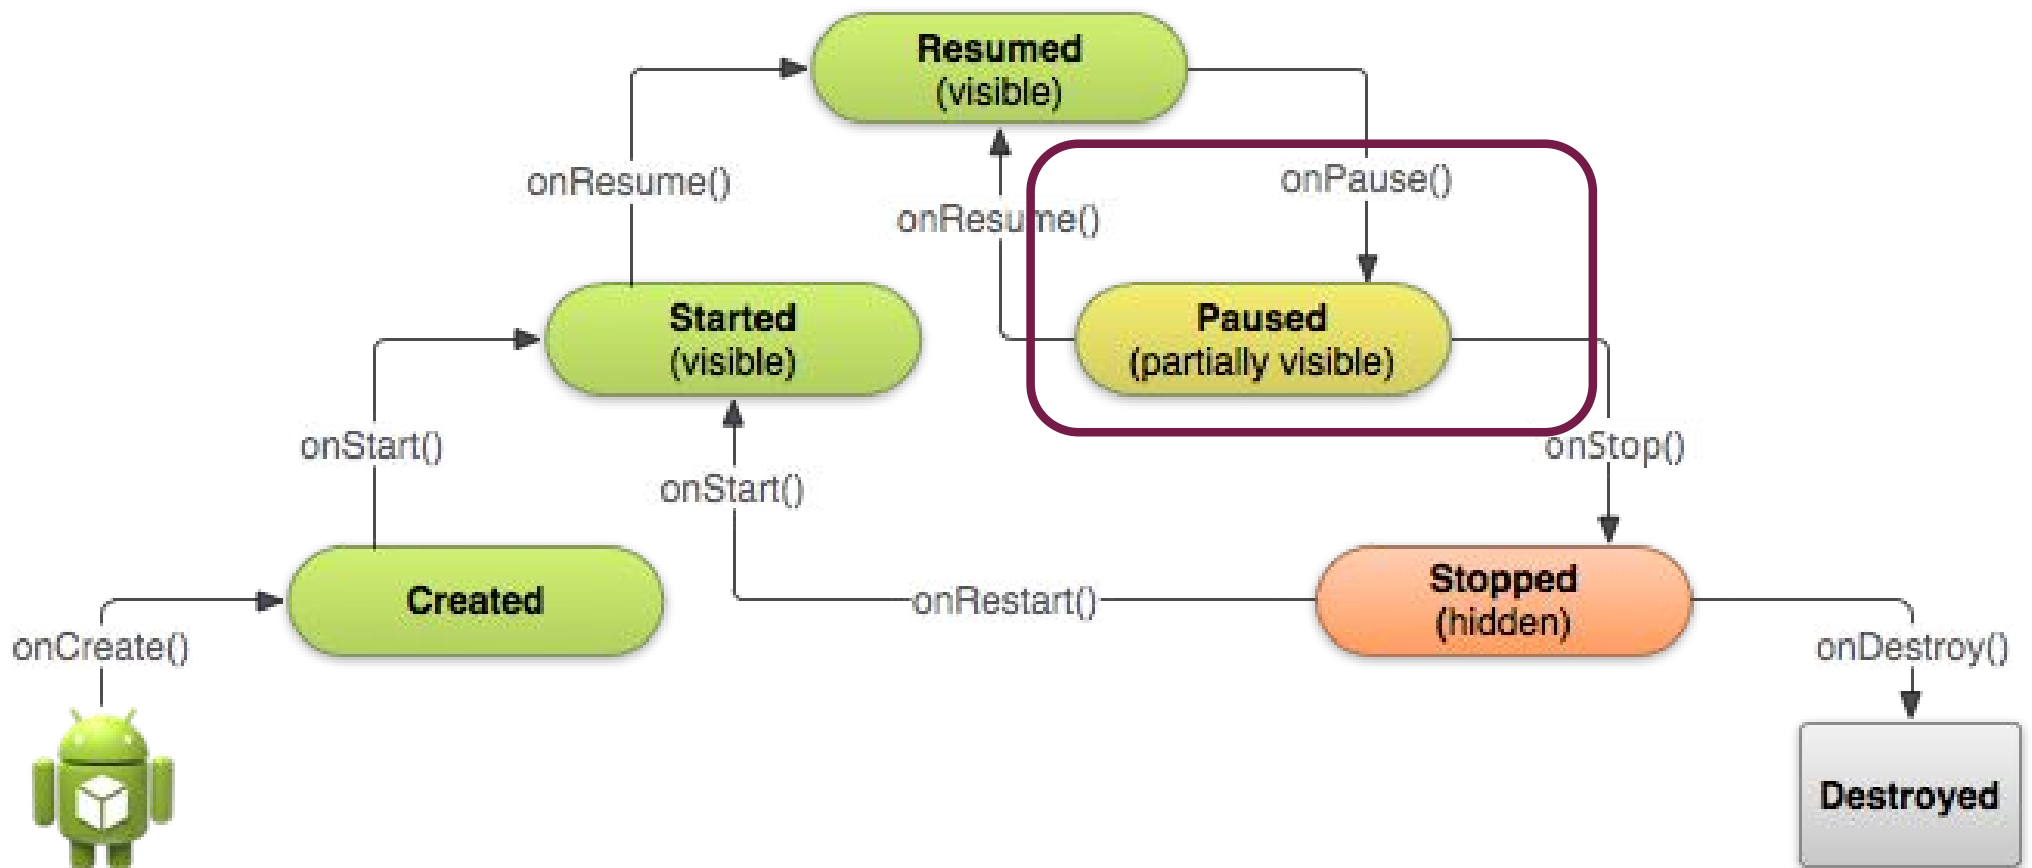 Resumed
(visible)
onResume()
onPause()
onResume()
Started
(visible)
Paused
(partially visible)
onStart()
onStop()
onStart()
Created
onRestart()
Stopped
(hidden)
onCreate()
onDestroy()
Destroyed